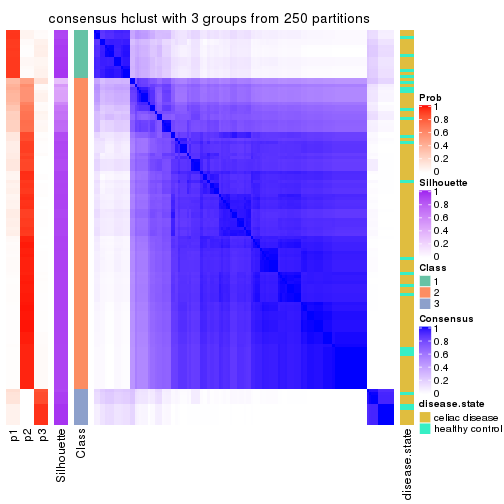 consensus hclust with 3 groups from 250 partitions
Prob
1
0.8
0.6
0.4
0.2
0
Silhouette
1
0.8
0.6
0.4
0.2
0
Class
1
2
3
Consensus
1
0.8
0.6
0.4
0.2
0
disease.state
celiac disease
healthy control
p1
p2
p3
Silhouette
Class
disease.state